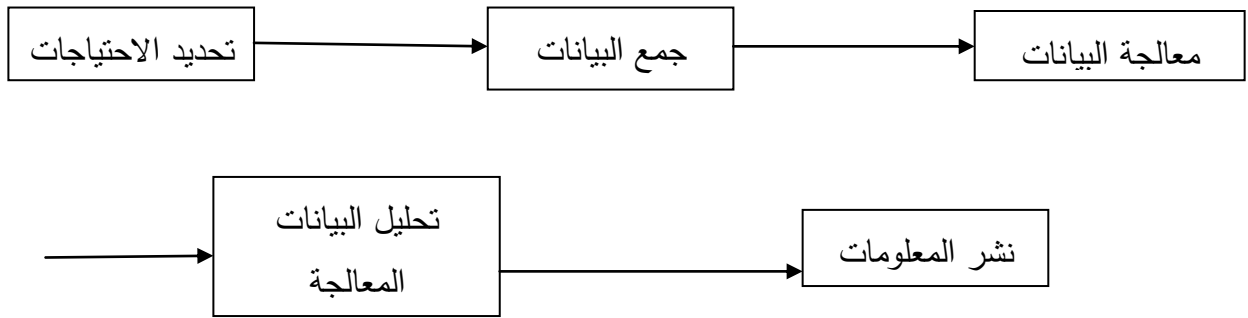 تحديد الاحتياجات
جمع البيانات
معالجة البيانات
تحليل البيانات
المعالجة
نشر المعلومات